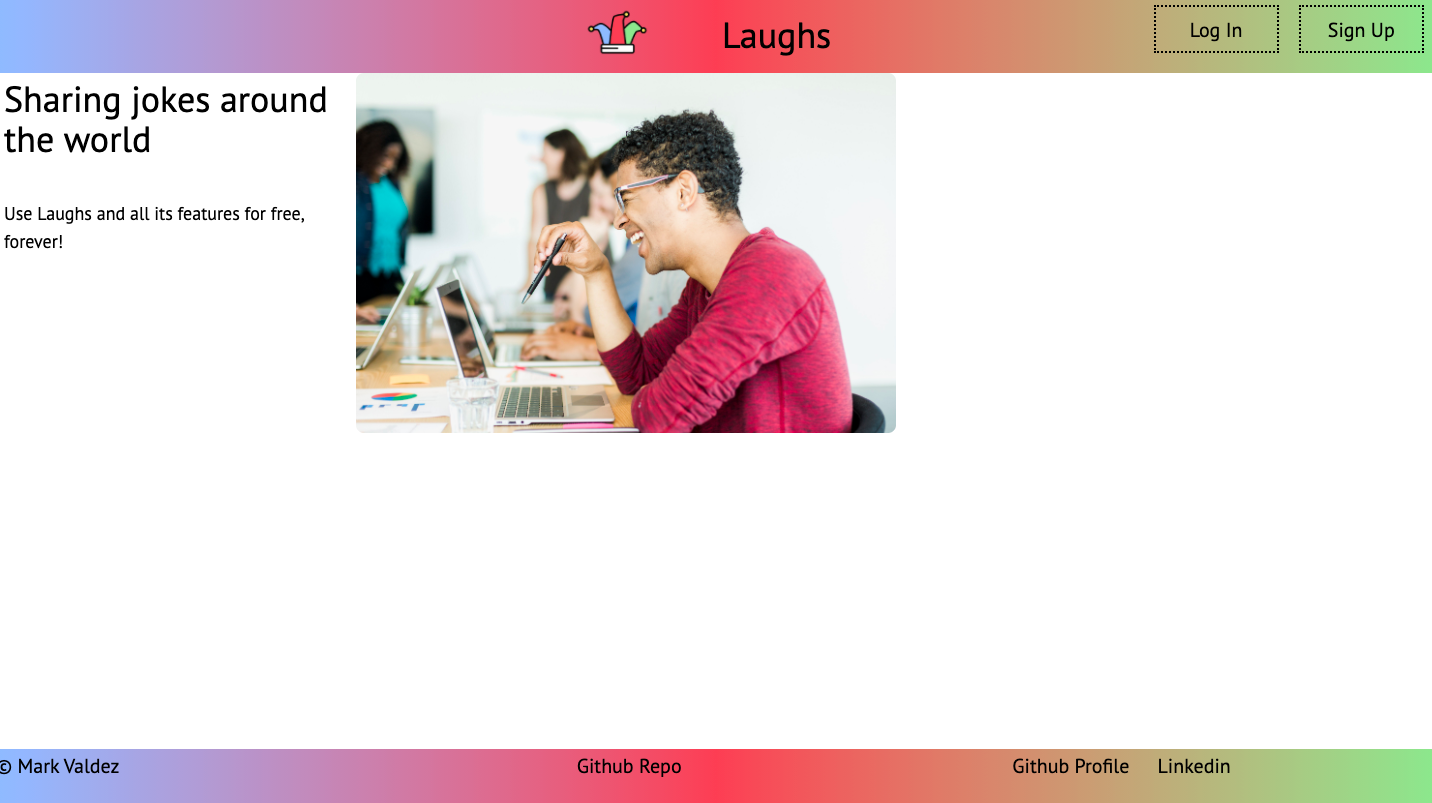 Laughs
Log In
Sign Up
Sharing jokes around
the world
Use Laughs and all its features for free,
forever!
© Mark Valdez
Github Repo
Github Profile
Linkedin